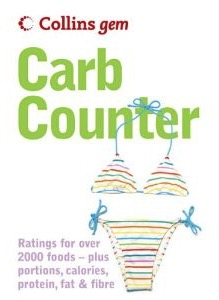 Collins gem
Carb
Counter
Ratings for over
2000 foods – plus
portions, calories,
protein, fat & fibre